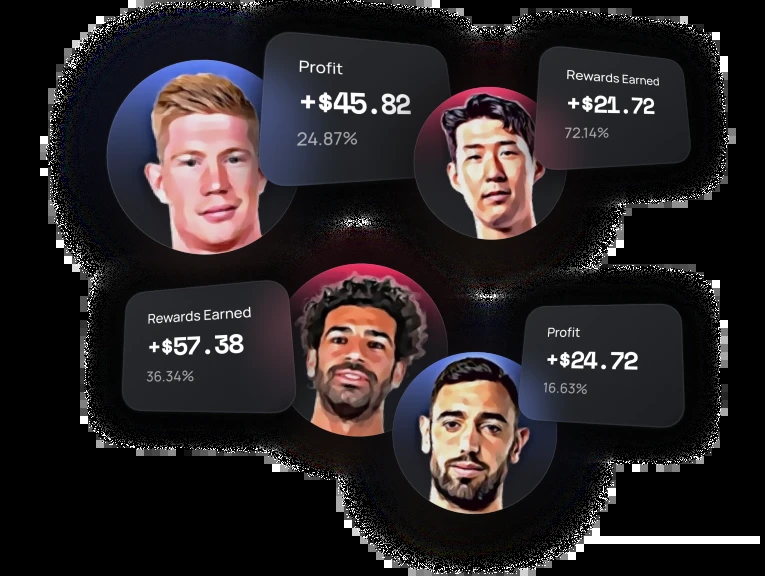 Profit
+$45.82
24.87%
Rewards Earned
+$21.72
72.14%
Rewards Earned
+$57.38
36.34%
Profit
+$24.72
16.63%